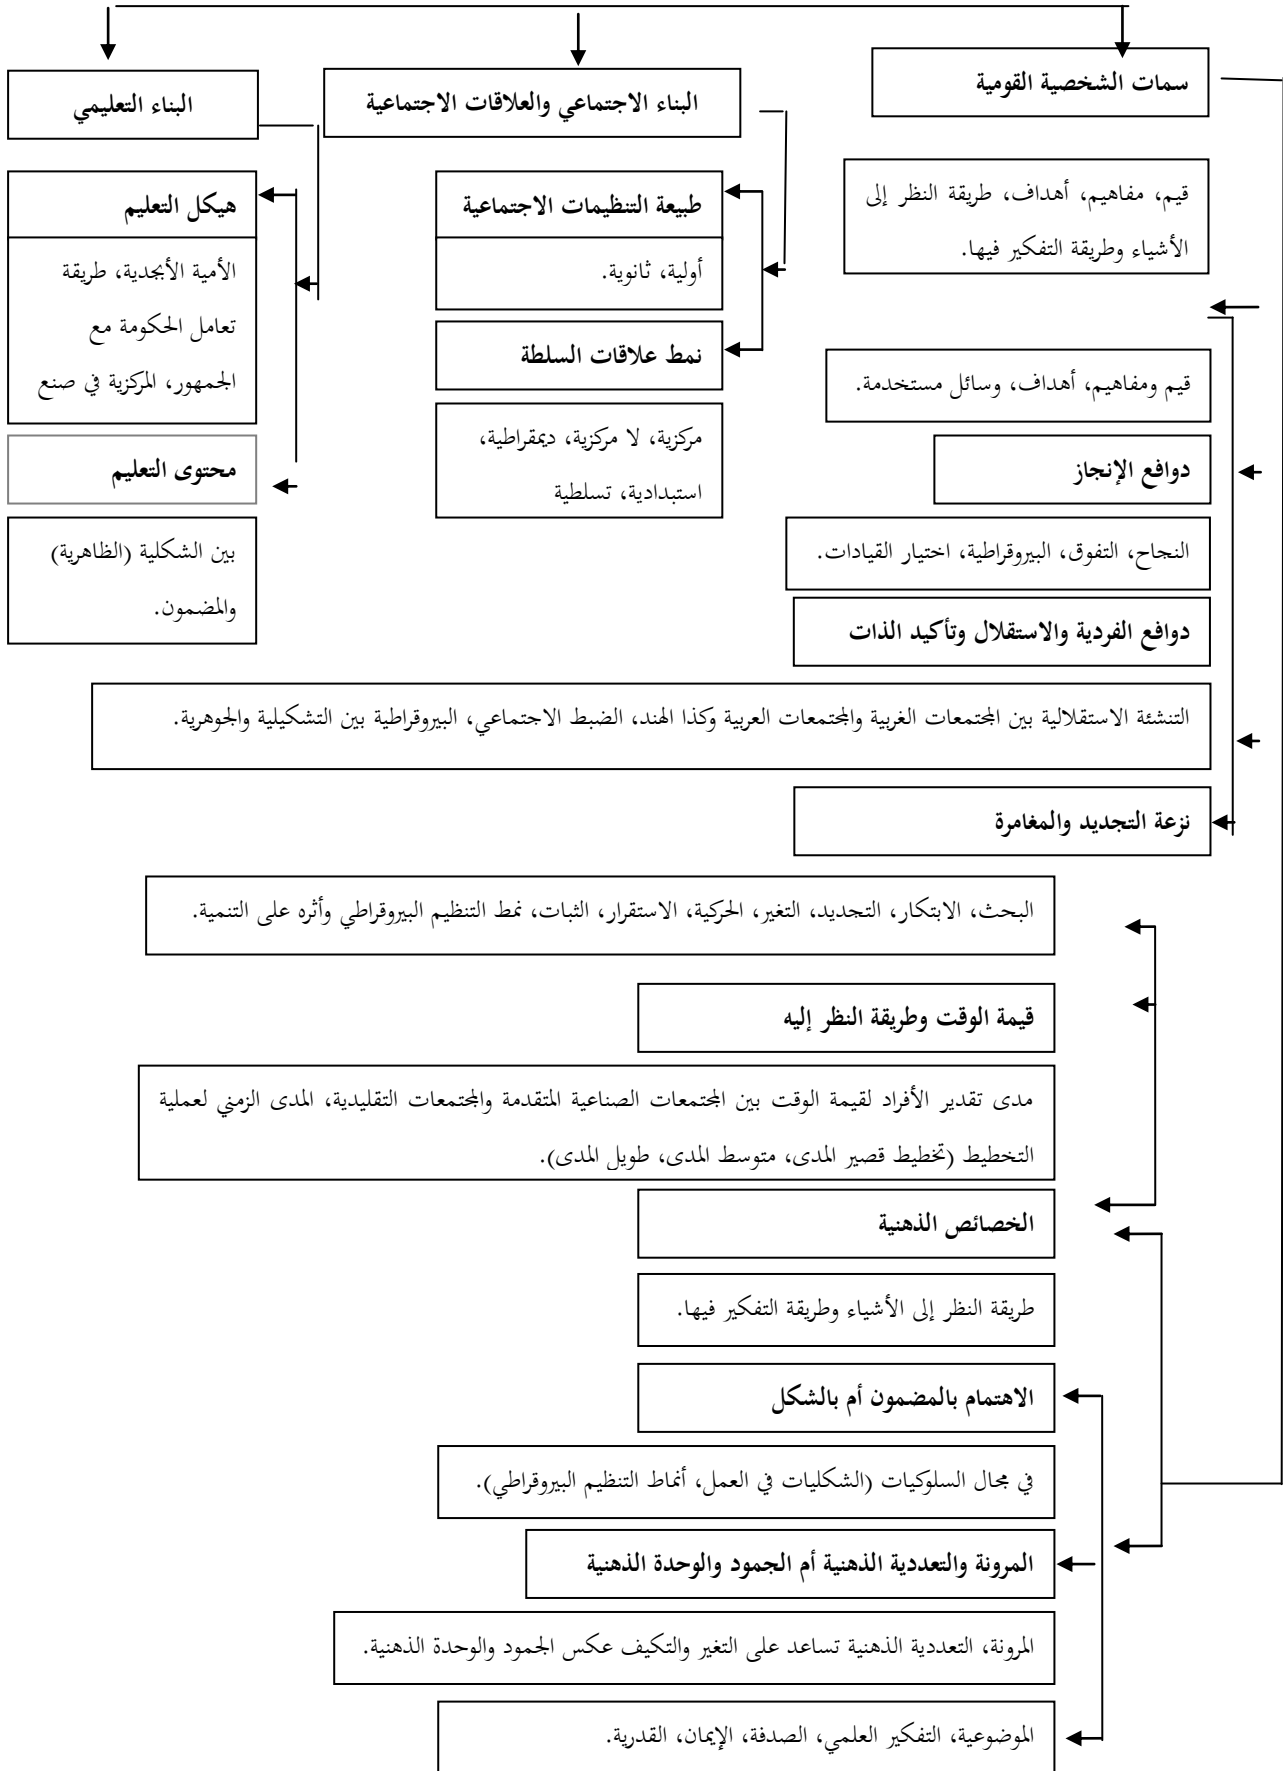 سمات الشخصية القومية
البناء الاجتماعي والعلاقات الاجتماعية
البناء التعليمي
قيم، مفاهيم، أهداف، طريقة النظر إلى
الأشياء وطريقة التفكير فيها.
طبيعة التنظيمات الاجتماعية
أولية، ثانوية.
نمط علاقات السلطة
مركزية، لا مركزية، ديمقراطية،
استبدادية، تسلطية
هيكل التعليم
الأمية الأبجدية، طريقة
تعامل الحكومة مع
الجمهور، المركزية في صنع
محتوى التعليم
بين الشكلية (الظاهرية)
والمضمون.
قيم ومفاهيم، أهداف، وسائل مستخدمة.
دوافع الإنجاز
النجاح، التفوق، البيروقراطية، اختيار القيادات.
دوافع الفردية والاستقلال وتأكيد الذات
التنشئة الاستقلالية بين المجتمعات الغربية والمجتمعات العربية وكذا الهند، الضبط الاجتماعي، البيروقراطية بين التشكيلية والجوهرية.
نزعة التجديد والمغامرة
البحث، الابتكار، التجديد، التغير، الحركية، الاستقرار، الثبات، نمط التنظيم البيروقراطي وأثره على التنمية.
قيمة الوقت وطريقة النظر إليه
مدى تقدير الأفراد لقيمة الوقت بين المجتمعات الصناعية المتقدمة والمجتمعات التقليدية، المدى الزمني لعملية
التخطيط (تخطيط قصير المدى، متوسط المدى، طويل المدى).
الخصائص الذهنية
طريقة النظر إلى الأشياء وطريقة التفكير فيها.
الاهتمام بالمضمون أم بالشكل
في مجال السلوكيات (الشكليات في العمل، أنماط التنظيم البيروقراطي).
المرونة والتعددية الذهنية أم الجمود والوحدة الذهنية
المرونة، التعددية الذهنية تساعد على التغير والتكيف عكس الجمود والوحدة الذهنية.
الموضوعية، التفكير العلمي، الصدفة، الإيمان، القدرية.